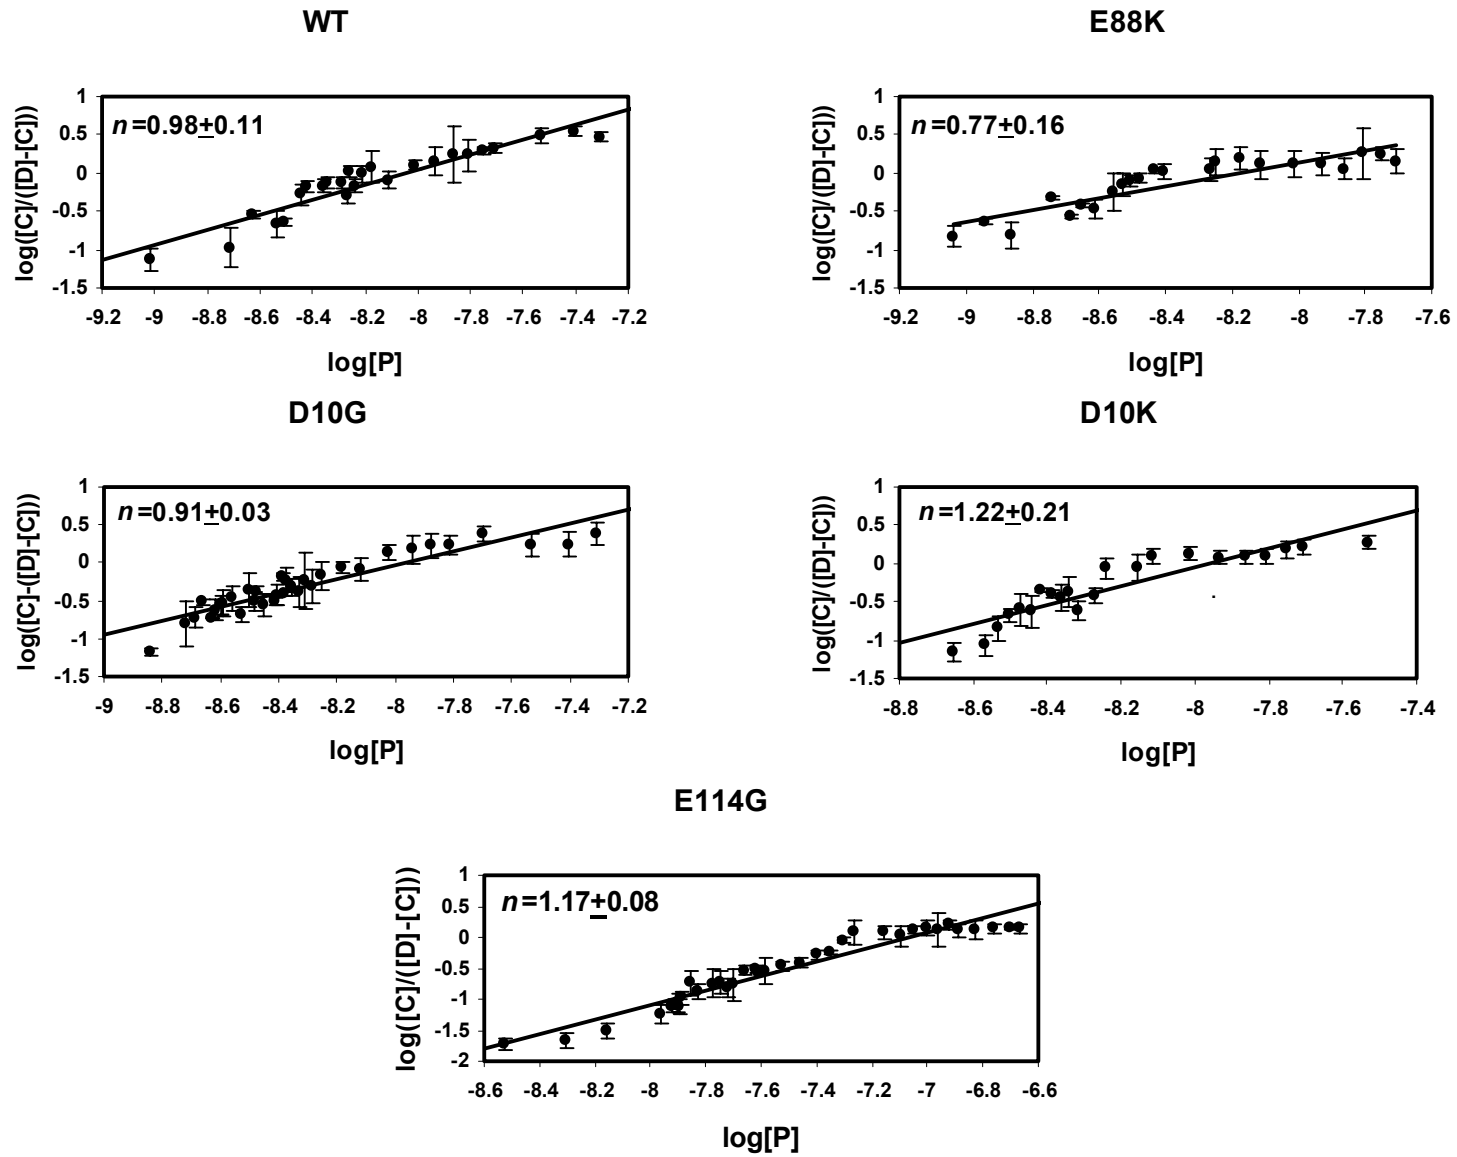 WT
log([C]/([D]-[C]))
n=0.98±0.11
1
0.5
0
-0.5
-1
-1.5
-9.2 -9 -8.8 -8.6 -8.4 -8.2 -8 -7.8 -7.6 -7.4 -7.2
log[P]
E88K
log([C]/([D]-[C]))
n=0.77±0.16
1
0.5
0
-0.5
-1
-1.5
-9.2 -9 -8.8 -8.6 -8.4 -8.2 -8 -7.8 -7.6
log[P]
D10G
log([C]-([D]-[C]))
n=0.91±0.03
1
0.5
0
-0.5
-1
-1.5
-9 -8.8 -8.6 -8.4 -8.2 -8 -7.8 -7.6 -7.4 -7.2
log[P]
D10K
log([C]/([D]-[C]))
n=1.22±0.21
1
0.5
0
-0.5
-1
-1.5
-8.8 -8.6 -8.4 -8.2 -8 -7.8 -7.6 -7.4
log[P]
E114G
log([C]/([D]-[C]))
n=1.17±0.08
1
0.5
0
-0.5
-1
-1.5
-2
-8.6 -8.4 -8.2 -8 -7.8 -7.6 -7.4 -7.2 -7 -6.8 -6.6
log[P]